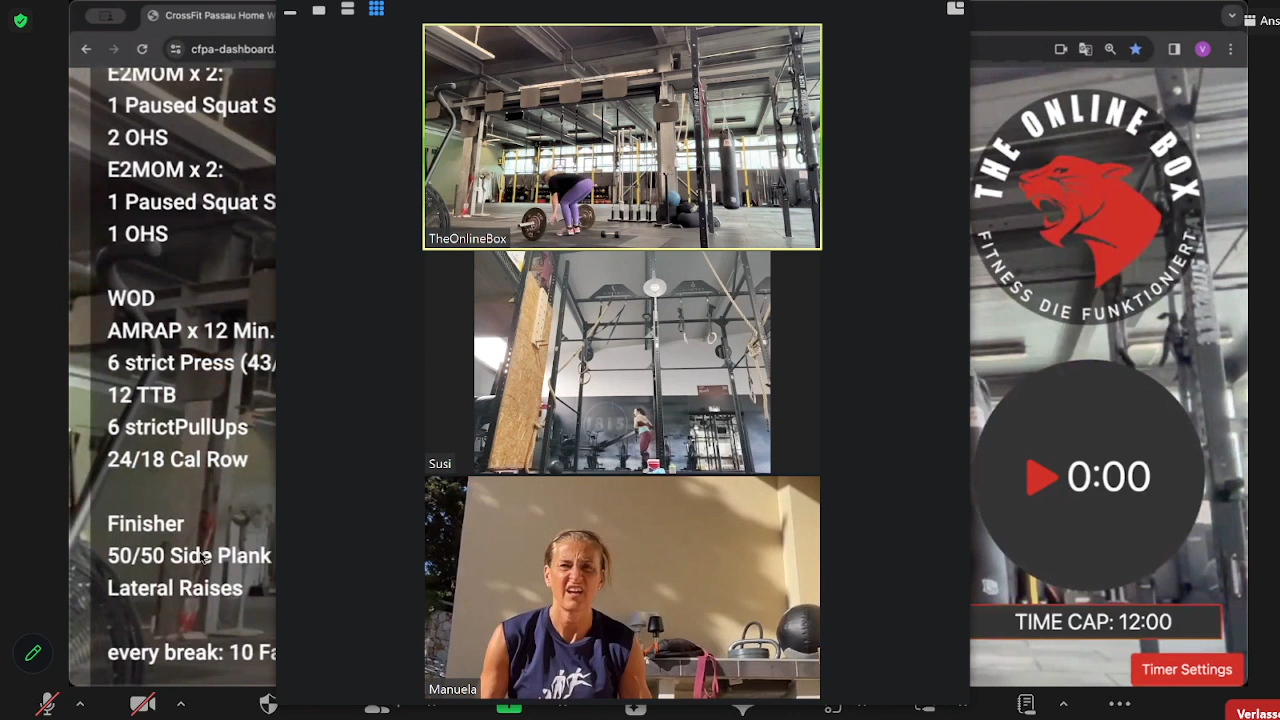 CrossFit Passau Home W
Ans
cfpa-dashboard.
V
E2MOM x 2:
1 Paused Squat S
2 OHS
E2MOM x 2:
1 Paused Squat S
1 OHS
WOD
AMRAP x 12 Min.
6 strict Press (43/
12 TTB
6 strictPullUps
24/18 Cal Row
Finisher
50/50 Side Plank
Lateral Raises
every break: 10 Fa
TheOnlineBox
Susi
Manuela
THE ONLINE BOX
FITNESS DIE FUNKTIONIERT
0:00
TIME CAP: 12:00
Timer Settings
Verlasse